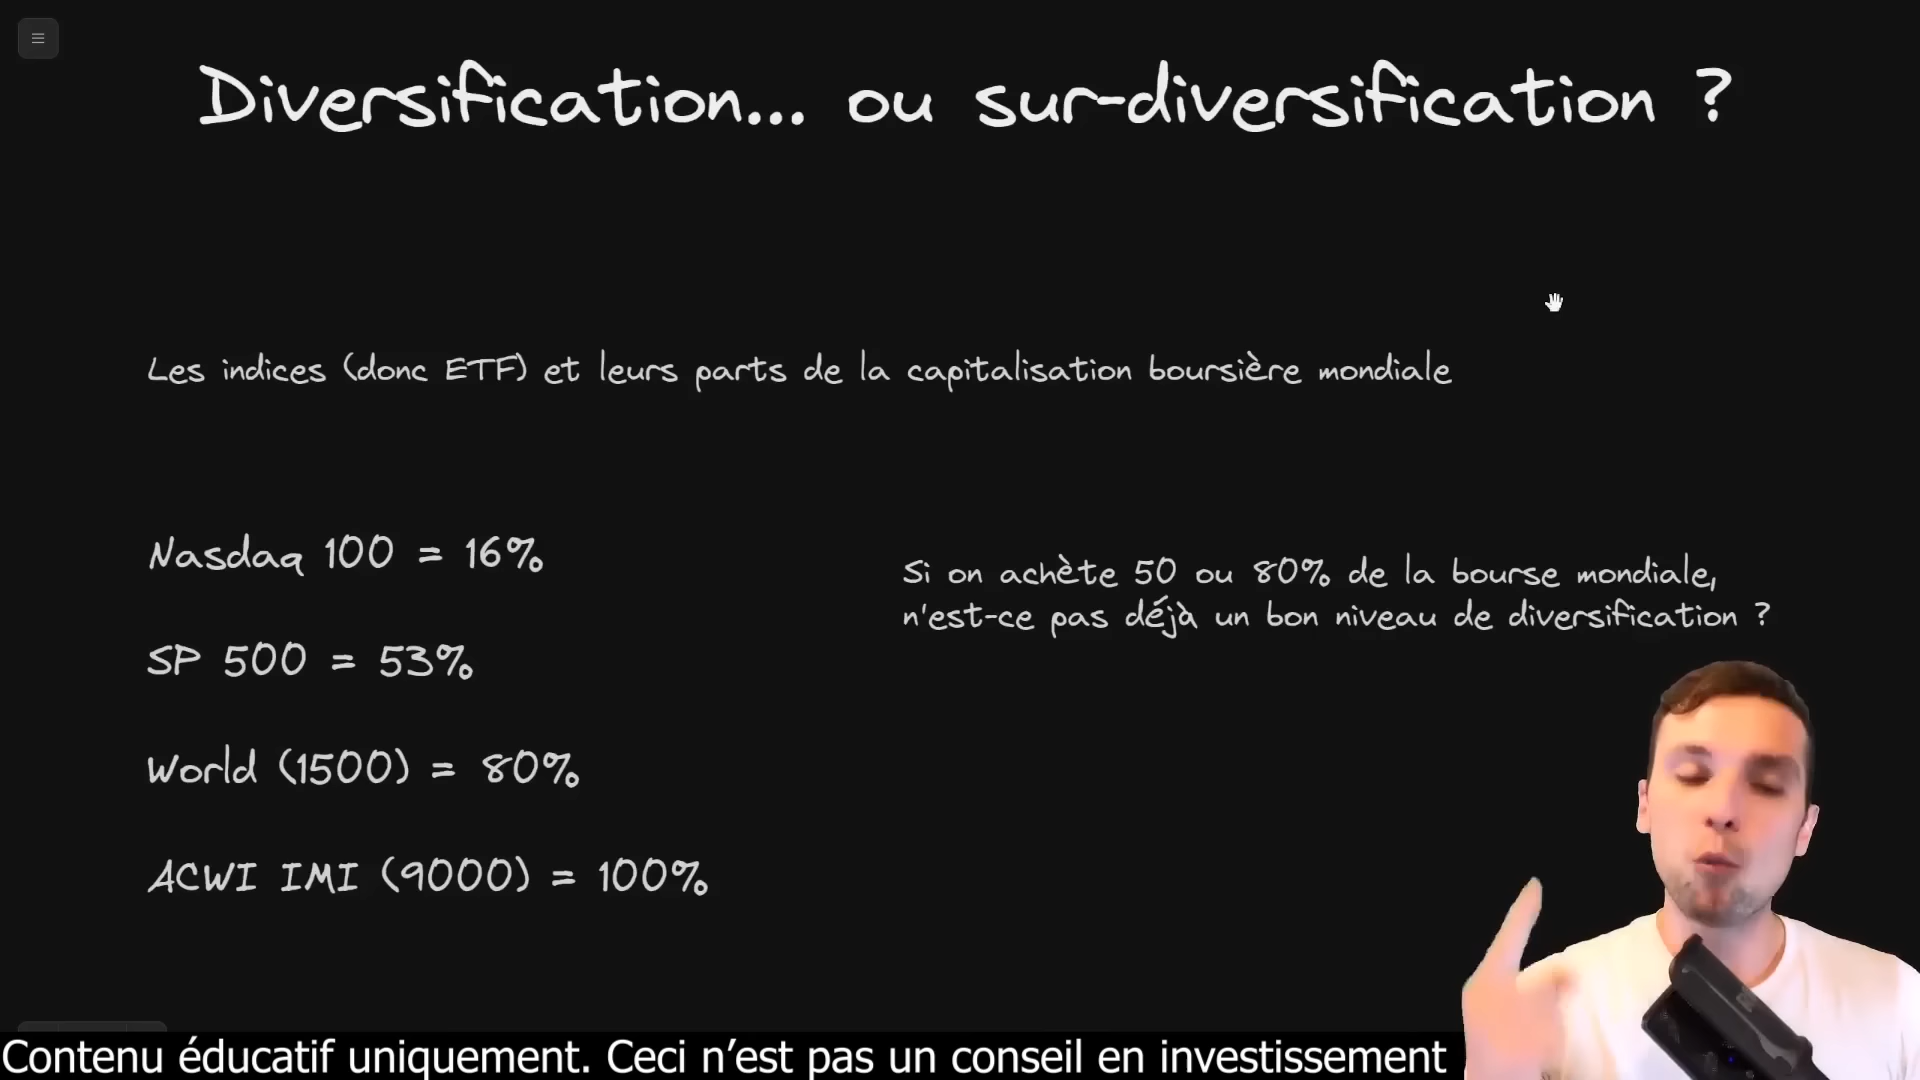 Diversification... ou sur-diversification ?
Les indices (donc ETF) et leurs parts de la capitalisation boursière mondiale
Nasdaq 100 = 16%
SP 500 = 53%
World (1500) = 80%
ACWI IMI (9000) = 100%
Si on achète 50 ou 80% de la bourse mondiale,
n'est-ce pas déjà un bon niveau de diversification ?
Contenu éducatif uniquement. Ceci n’est pas un conseil en investissement